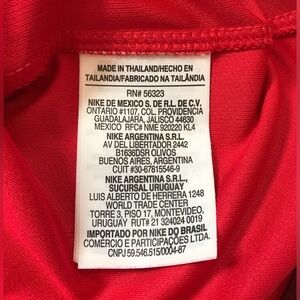 MADE IN THAILAND/HECHO EN
TAILANDIA/FABRICADO NA TAILÂNDIA
RN# 56323
NIKE DE MEXICO S. DE R.L. DE C.V.
ONTARIO #1107, COL. PROVIDENCIA
GUADALAJARA, JALISCO 44630
MEXICO RFC# NME 920220 KL4
NIKE ARGENTINA S.R.L.
AV DEL LIBERTADOR 2442
B1636DSR OLIVOS
BUENOS AIRES, ARGENTINA
CUIT #30-67815546-9
NIKE ARGENTINA S.R.L.,
SUCURSAL URUGUAY
LUIS ALBERTO DE HERRERA 1248
WORLD TRADE CENTER
TORRE 3, PISO 17, MONTEVIDEO,
URUGUAY RUT# 21 324024 0019
IMPORTADO POR NIKE DO BRASIL
COMÉRCIO E PARTICIPAÇÕES LTDA.
CNPJ 59.546.515/0004-87